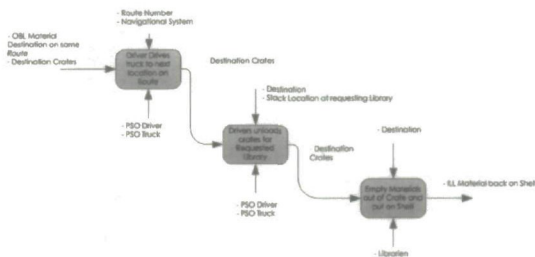 - Route Number
- Navigational System
- OBL Material
Destination on same
Route
- Destination Crates
Driver Drives
truck to next
location on
Route
Destination Crates
- PSO Driver
- PSO Truck
- Destination
- Stack Location of requesting Library
Driver unloads
crates for
Requested
Library
- Destination
Crates
- Destination
- PSO Driver
- PSO Truck
Empty Materials
out of Crate and
put on Shelf
- ILL Material back on Shelf
- Librarian